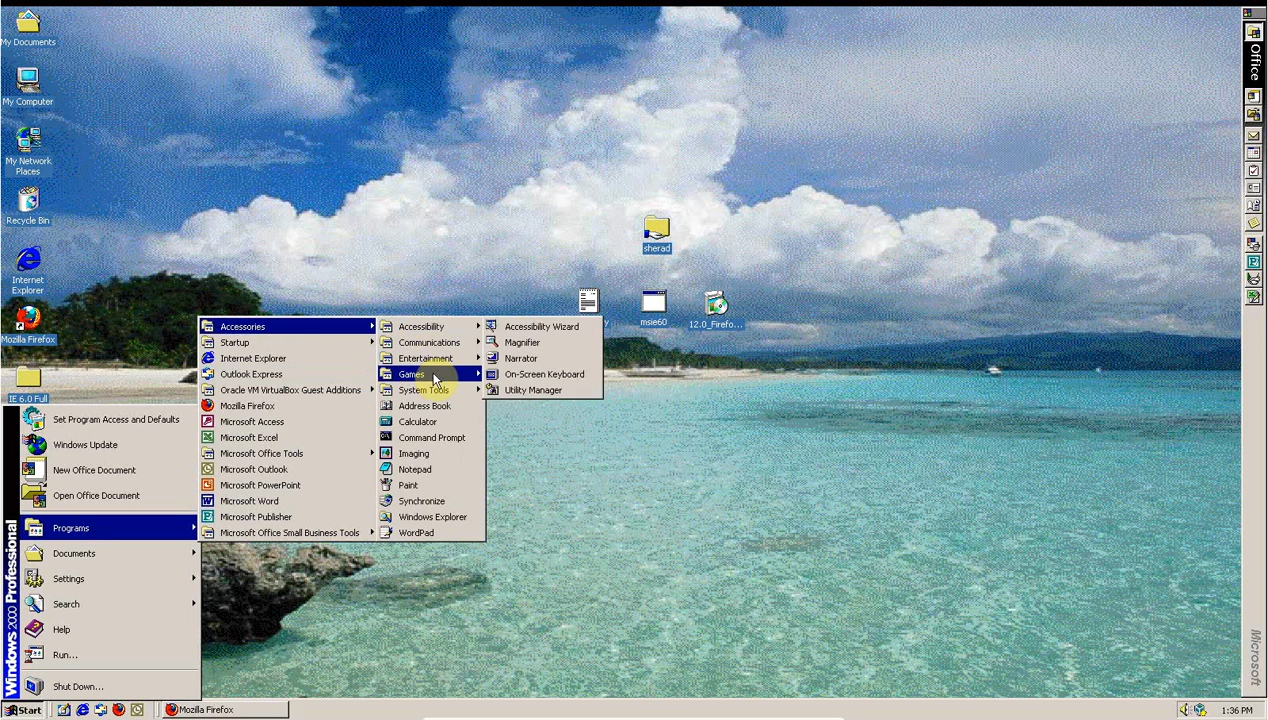 My Documents
My Computer
My Network
Places
Recycle Bin
Internet
Explorer
Mozilla Firefox
IE 6.0 Full
sherad
msie60
12.0_Firefo...
Office
Microsoft
Set Program Access and Defaults
Windows Update
New Office Document
Open Office Document
Programs
Documents
Settings
Search
Help
Run...
Shut Down...
Windows 2000 Professional
Accessories
Startup
Internet Explorer
Outlook Express
Oracle VM VirtualBox Guest Additions
Mozilla Firefox
Microsoft Access
Microsoft Excel
Microsoft Office Tools
Microsoft Outlook
Microsoft PowerPoint
Microsoft Word
Microsoft Publisher
Microsoft Office Small Business Tools
Accessibility
Communications
Entertainment
Games
System Tools
Address Book
Calculator
Command Prompt
Imaging
Notepad
Paint
Synchronize
Windows Explorer
WordPad
Accessibility Wizard
Magnifier
Narrator
On-Screen Keyboard
Utility Manager
Start
Mozilla Firefox
1:36 PM